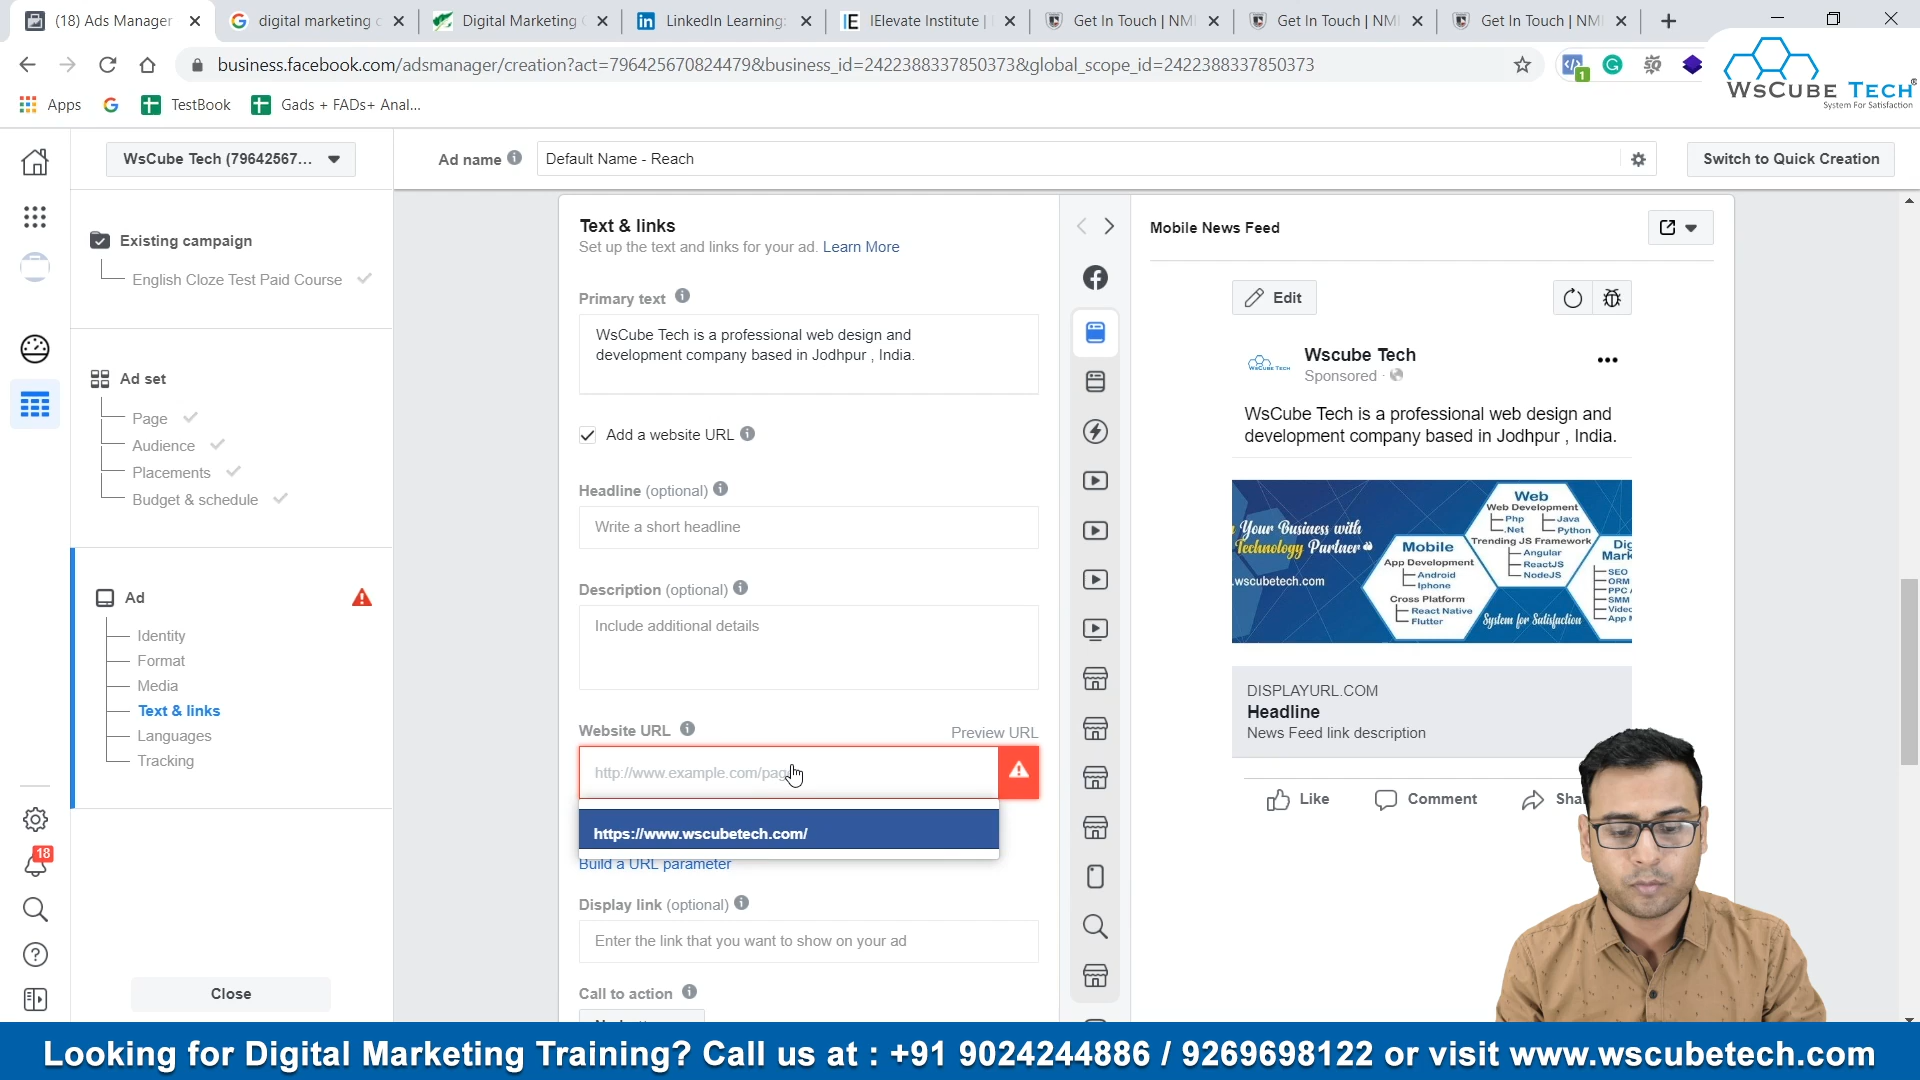 (18) Ads Manager
digital marketing c
Digital Marketing
LinkedIn Learning:
IElevate Institute |
Get In Touch | NM
Get In Touch | NM
Get In Touch | NM
business.facebook.com/adsmanager/creation?act=796425670824479&business_id=2422388337850373&global_scope_id=2422388337850373
1
WSCUBE TECH
System For Satisfaction
Apps
TestBook
Gads + FADs+ Anal...
WsCube Tech (79642567...
Ad name
Default Name - Reach
Switch to Quick Creation
Existing campaign
English Cloze Test Paid Course
Ad set
Page
Audience
Placements
Budget & schedule
Ad
Identity
Format
Media
Text & links
Languages
Tracking
18
Close
Text & links
Set up the text and links for your ad. Learn More
Primary text
WsCube Tech is a professional web design and
development company based in Jodhpur , India.
Add a website URL
Headline (optional)
Write a short headline
Description (optional)
Include additional details
Website URL
Preview URL
http://www.example.com/pag
https://www.wscubetech.com/
Build a URL parameter
Display link (optional)
Enter the link that you want to show on your ad
Call to action
Mobile News Feed
Edit
WSCUBE TECH
Wscube Tech
Sponsored ·
WsCube Tech is a professional web design and
development company based in Jodhpur , India.
Your Business with
Technology Partner
.wscubetech.com
Mobile
App Development
Android
Iphone
Cross Platform
React Native
Flutter
Web
Web Development
Php
Java
.Net
Python
Trending JS Framework
Angular
ReactJS
NodeJS
System for Satisfaction
Dig
Mark
SEO
ORM
PPC
SMM
Video
App M
DISPLAYURL.COM
Headline
News Feed link description
Like
Comment
Sha
Looking for Digital Marketing Training? Call us at : +91 9024244886 / 9269698122 or visit www.wscubetech.com